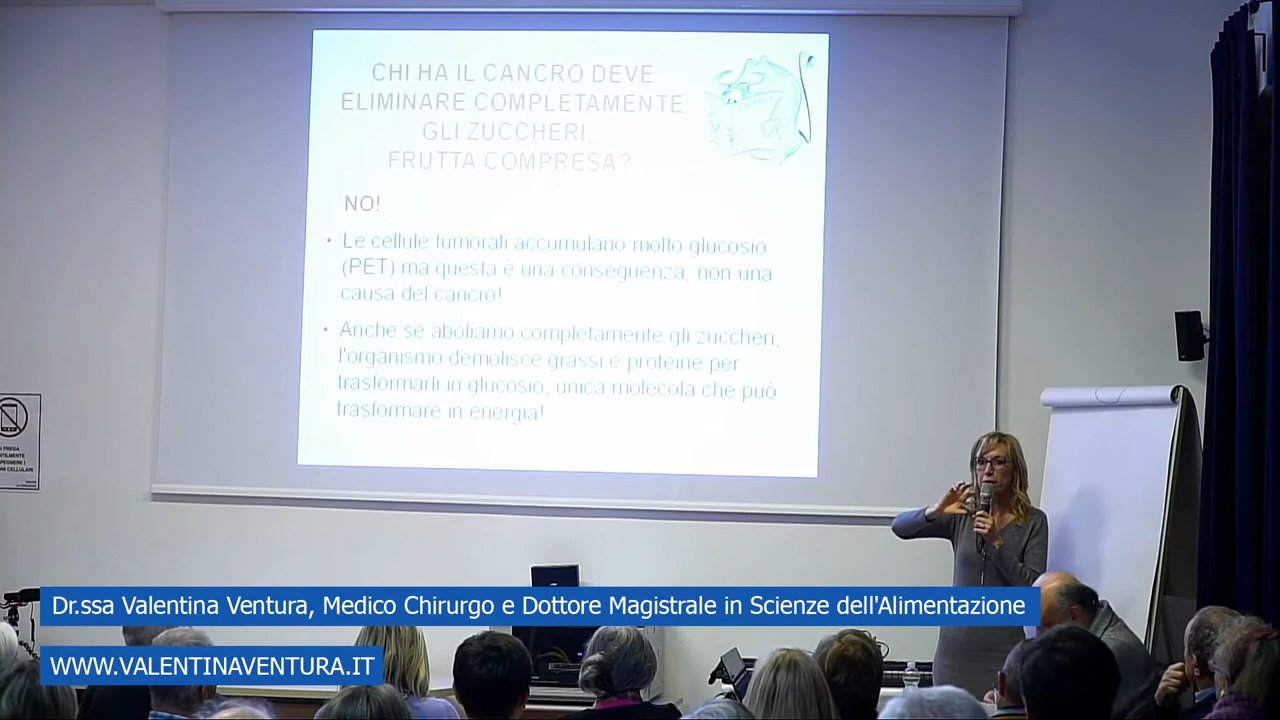 CHI HA IL CANCRO DEVE
ELIMINARE COMPLETAMENTE
GLI ZUCCHERI,
FRUTTA COMPRESA?
NO!
• Le cellule tumorali accumulano molto glucosio
(PET) ma questa è una conseguenza, non una
causa del cancro!
• Anche se aboliamo completamente gli zuccheri,
l'organismo demolisce grassi e proteine per
trasformarli in glucosio, unica molecola che può
trasformare in energia!
Dr.ssa Valentina Ventura, Medico Chirurgo e Dottore Magistrale in Scienze dell'Alimentazione
WWW.VALENTINAVENTURA.IT